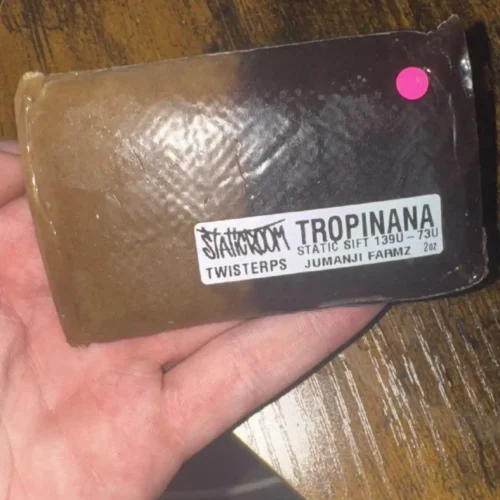 STATICROOM TROPINANA
STATIC SIFT 139U - 73U
TWISTERPS JUMANJI FARMZ 2oz